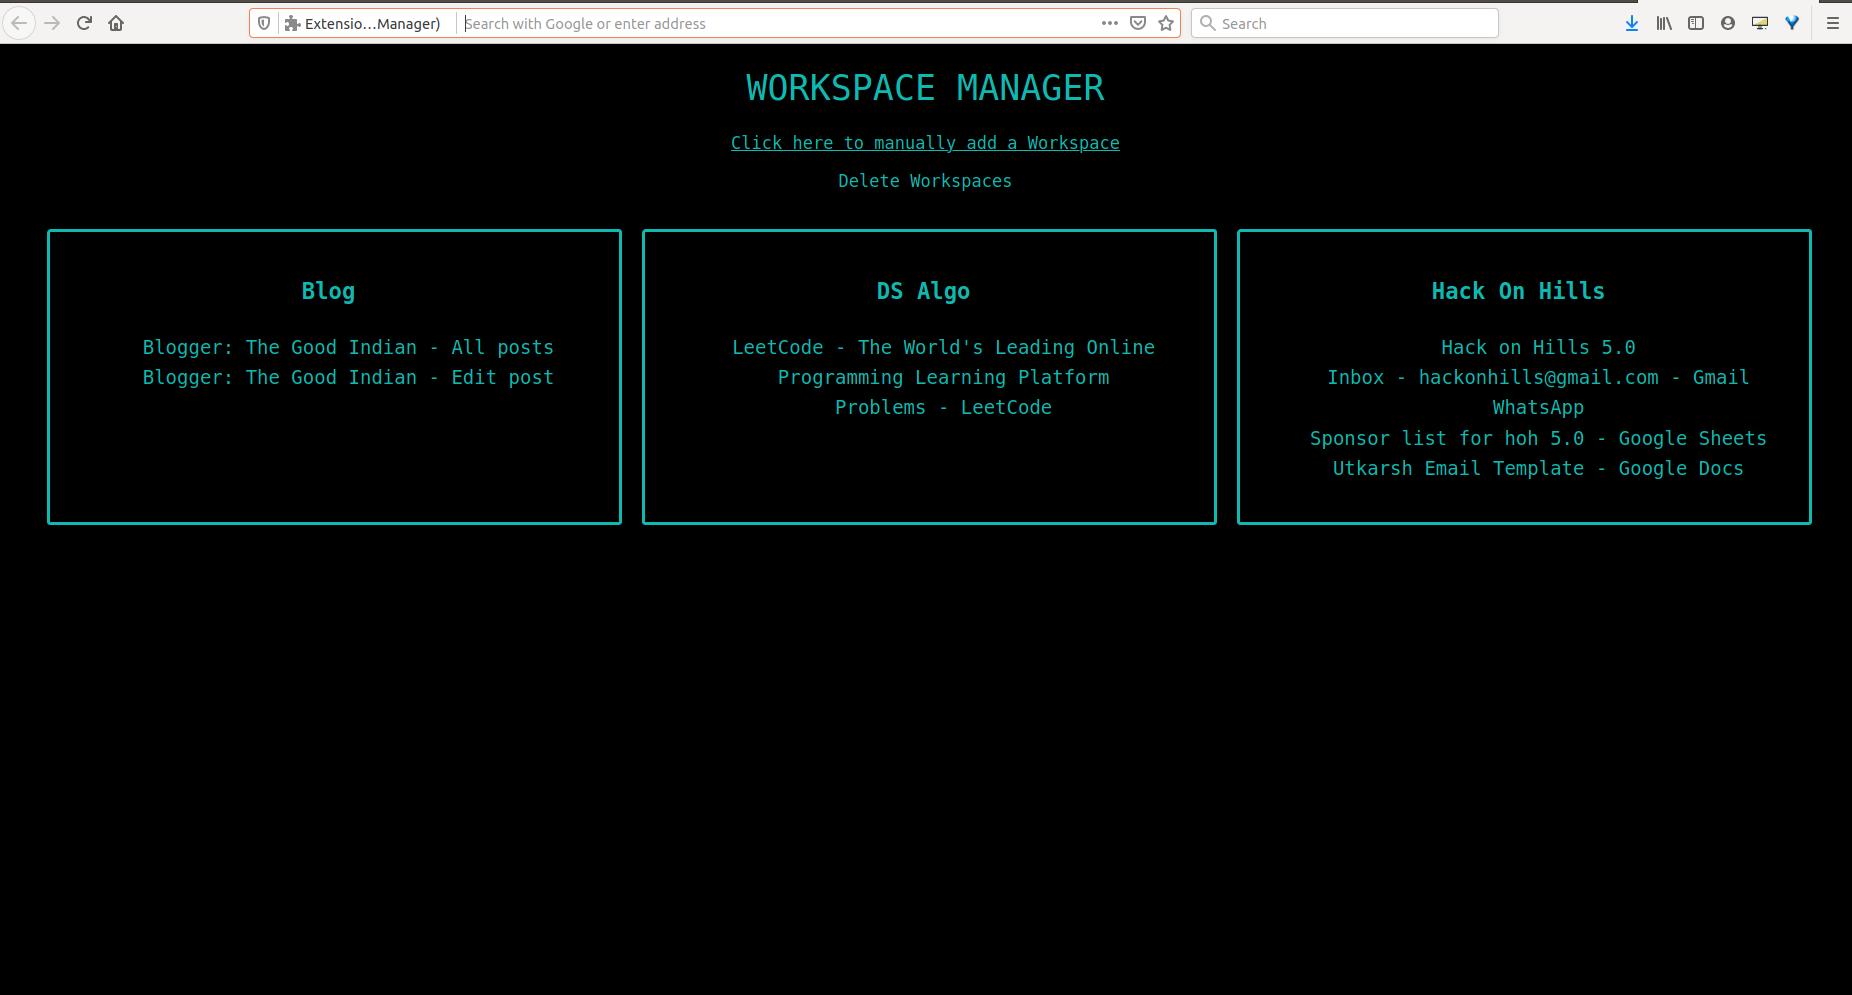 Extensio...Manager)
Search with Google or enter address
Search
WORKSPACE MANAGER
Click here to manually add a Workspace
Delete Workspaces
Blog
Blogger: The Good Indian - All posts
Blogger: The Good Indian - Edit post
DS Algo
LeetCode - The World's Leading Online
Programming Learning Platform
Problems - LeetCode
Hack On Hills
Hack on Hills 5.0
Inbox - hackonhills@gmail.com - Gmail
WhatsApp
Sponsor list for hoh 5.0 - Google Sheets
Utkarsh Email Template - Google Docs